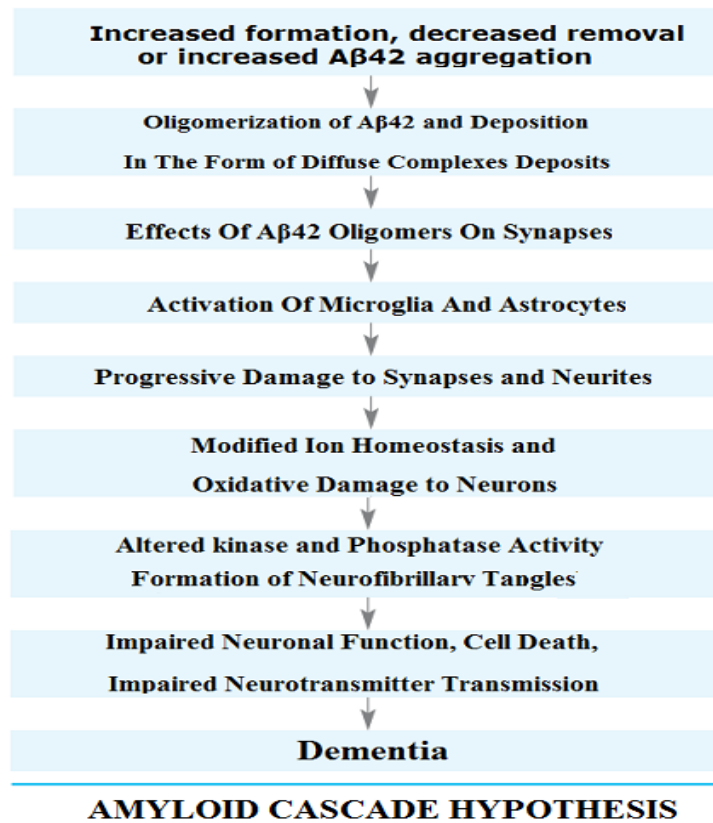 Increased formation, decreased removal
or increased Aβ42 aggregation
Oligomerization of Aβ42 and Deposition
In The Form of Diffuse Complexes Deposits
Effects Of Aβ42 Oligomers On Synapses
Activation Of Microglia And Astrocytes
Progressive Damage to Synapses and Neurites
Modified Ion Homeostasis and
Oxidative Damage to Neurons
Altered kinase and Phosphatase Activity
Formation of Neurofibrillary Tangles
Impaired Neuronal Function, Cell Death,
Impaired Neurotransmitter Transmission
Dementia
AMYLOID CASCADE HYPOTHESIS